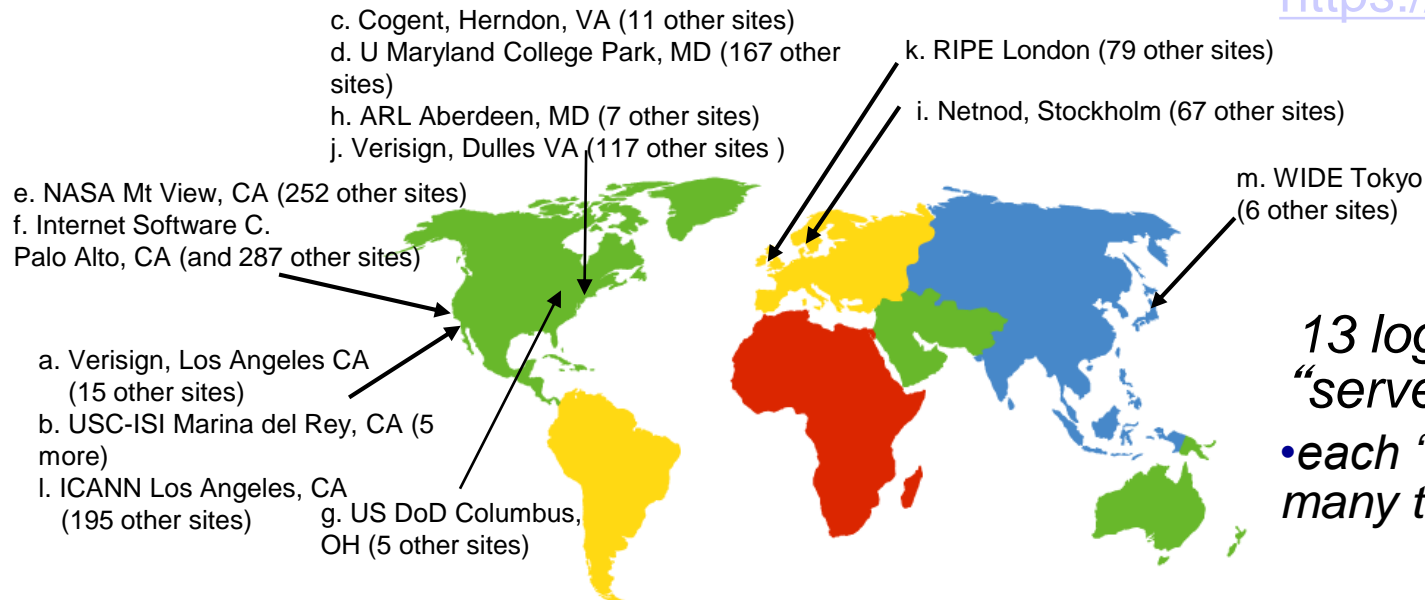 https:/
c. Cogent, Herndon, VA (11 other sites)
d. U Maryland College Park, MD (167 other
sites)
h. ARL Aberdeen, MD (7 other sites)
j. Verisign, Dulles VA (117 other sites )
k. RIPE London (79 other sites)
i. Netnod, Stockholm (67 other sites)
m. WIDE Tokyo
(6 other sites)
e. NASA Mt View, CA (252 other sites)
f. Internet Software C.
Palo Alto, CA (and 287 other sites)
a. Verisign, Los Angeles CA
(15 other sites)
b. USC-ISI Marina del Rey, CA (5
more)
l. ICANN Los Angeles, CA
(195 other sites)
g. US DoD Columbus,
OH (5 other sites)
13 log
“serve
•each “
many t